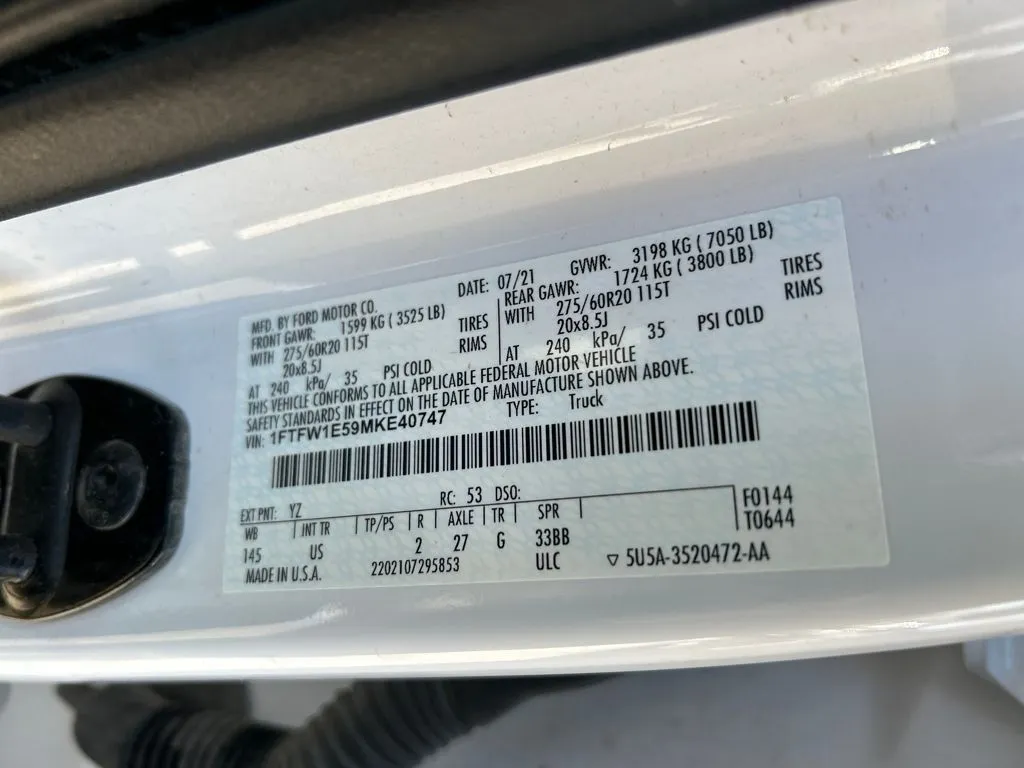 MFD. BY FORD MOTOR CO. DATE: 07/21 GVWR: 3198 KG ( 7050 LB)
FRONT GAWR: 1599 KG ( 3525 LB) REAR GAWR: 1724 KG ( 3800 LB)
WITH 275/60R20 115T TIRES WITH 275/60R20 115T TIRES
20x8.5J RIMS 20x8.5J RIMS
AT 240 kPa/ 35 PSI COLD AT 240 kPa/ 35 PSI COLD
THIS VEHICLE CONFORMS TO ALL APPLICABLE FEDERAL MOTOR VEHICLE
SAFETY STANDARDS IN EFFECT ON THE DATE OF MANUFACTURE SHOWN ABOVE.
VIN: 1FTFW1E59MKE40747 TYPE: Truck
EXT PNT: YZ RC: 53 DSO: F0144
WB INT TR TP/PS R AXLE TR SPR T0644
145 US 2 27 G 33BB
MADE IN U.S.A. 2202107295853 ULC ▽ 5U5A-3520472-AA